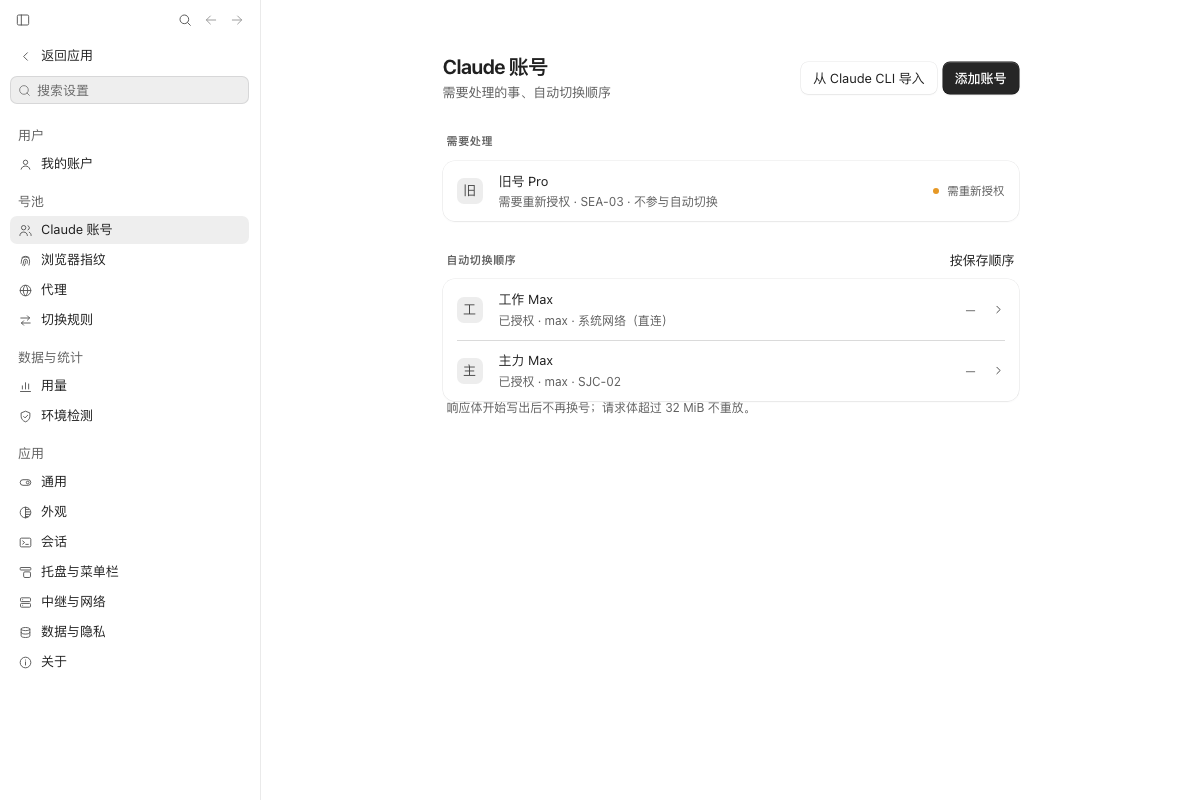 返回应用
搜索设置
用户
我的账户
号池
Claude 账号
浏览器指纹
代理
切换规则
数据与统计
用量
环境检测
应用
通用
外观
会话
托盘与菜单栏
中继与网络
数据与隐私
关于
Claude 账号
需要处理的事、自动切换顺序
从 Claude CLI 导入
添加账号
需要处理
旧
旧号 Pro
需要重新授权 · SEA-03 · 不参与自动切换
需重新授权
自动切换顺序
按保存顺序
工
工作 Max
已授权 · max · 系统网络（直连）
—
主
主力 Max
已授权 · max · SJC-02
—
响应体开始写出后不再换号；请求体超过 32 MiB 不重放。